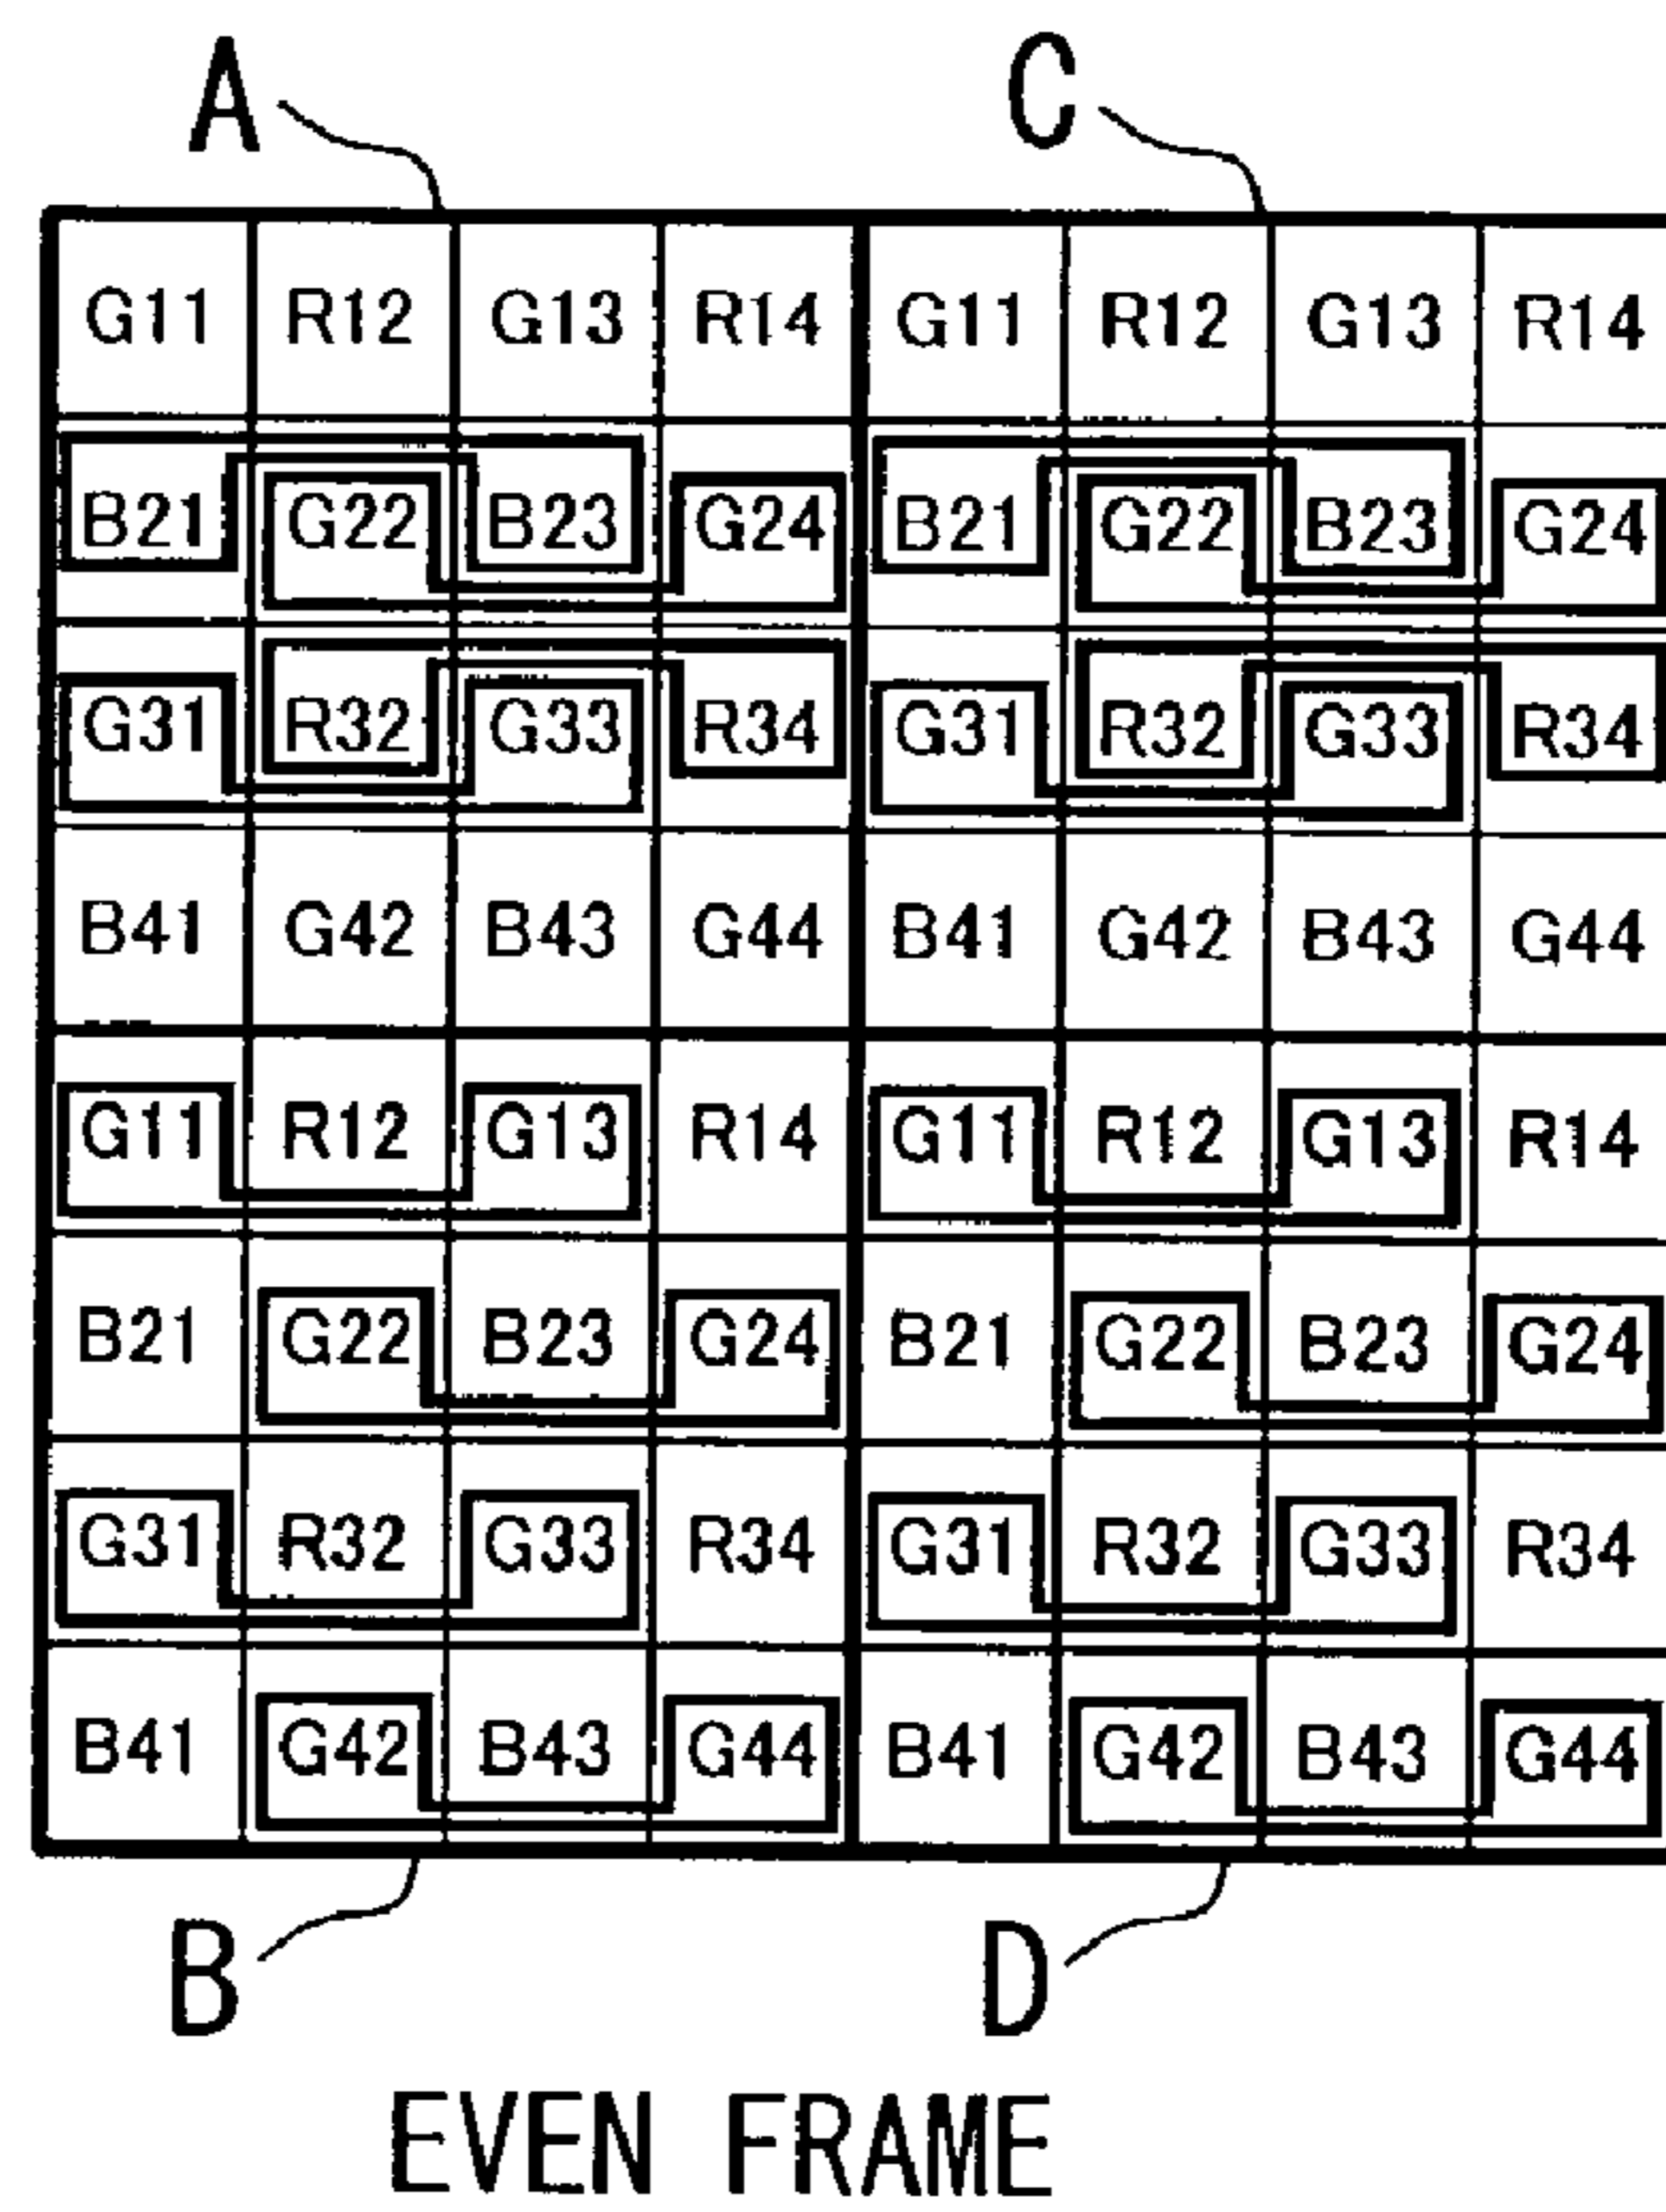 A C
G11 R12 G13 R14 G11 R12 G13 R14
B21 G22 B23 G24 B21 G22 B23 G24
G31 R32 G33 R34 G31 R32 G33 R34
B41 G42 B43 G44 B41 G42 B43 G44
G11 R12 G13 R14 G11 R12 G13 R14
B21 G22 B23 G24 B21 G22 B23 G24
G31 R32 G33 R34 G31 R32 G33 R34
B41 G42 B43 G44 B41 G42 B43 G44
B D
EVEN FRAME